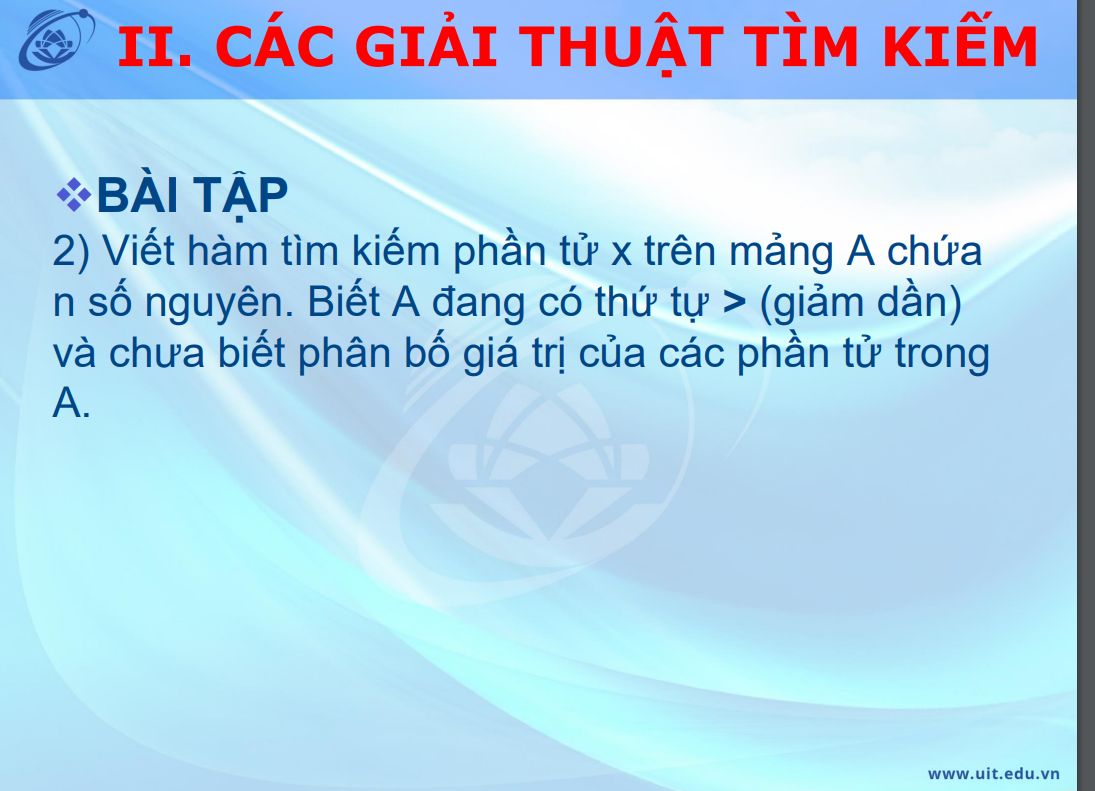 II. CÁC GIẢI THUẬT TÌM KIẾM
BÀI TẬP
2) Viết hàm tìm kiếm phần tử x trên mảng A chứa
n số nguyên. Biết A đang có thứ tự > (giảm dần)
và chưa biết phân bố giá trị của các phần tử trong
A.
www.uit.edu.vn